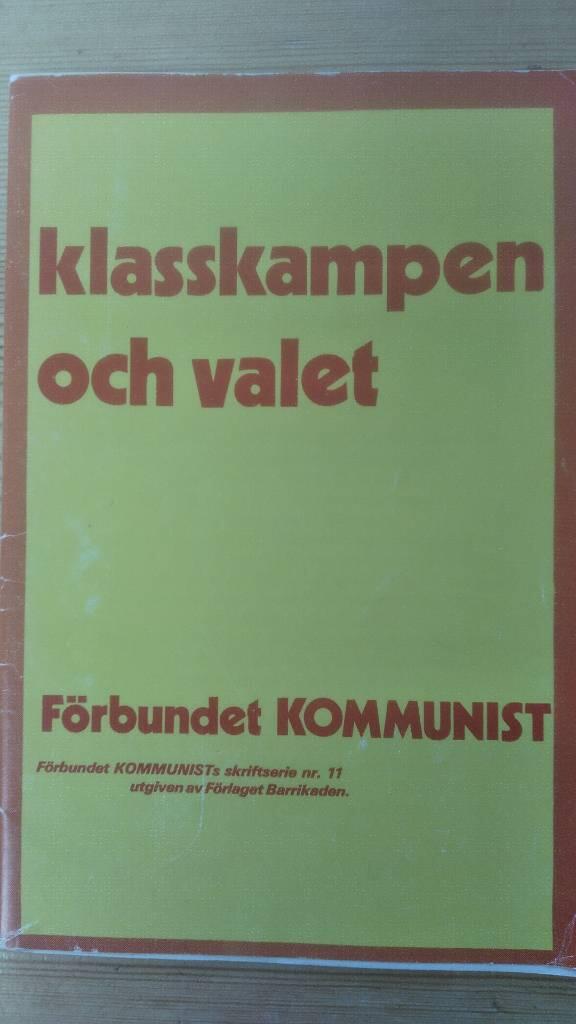 klasskampen
och valet
Förbundet KOMMUNIST
Förbundet KOMMUNISTs skriftserie nr. 11
utgiven av Förlaget Barrikaden.